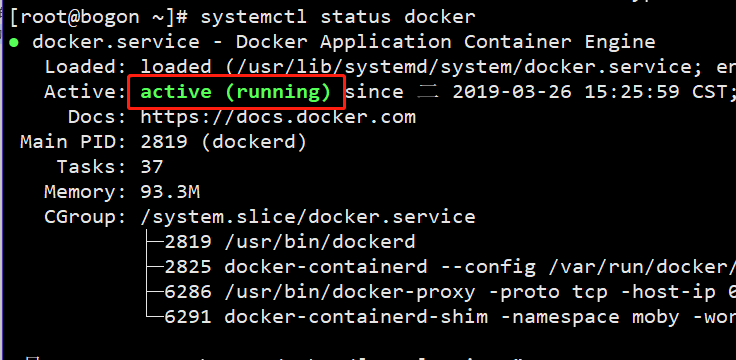 [root@bogon ~]# systemctl status docker
● docker.service - Docker Application Container Engine
Loaded: loaded (/usr/lib/systemd/system/docker.service; en
Active: active (running) since 二 2019-03-26 15:25:59 CST;
Docs: https://docs.docker.com
Main PID: 2819 (dockerd)
Tasks: 37
Memory: 93.3M
CGroup: /system.slice/docker.service
├─2819 /usr/bin/dockerd
├─2825 docker-containerd --config /var/run/docker/
├─6286 /usr/bin/docker-proxy -proto tcp -host-ip 0
└─6291 docker-containerd-shim -namespace moby -wor